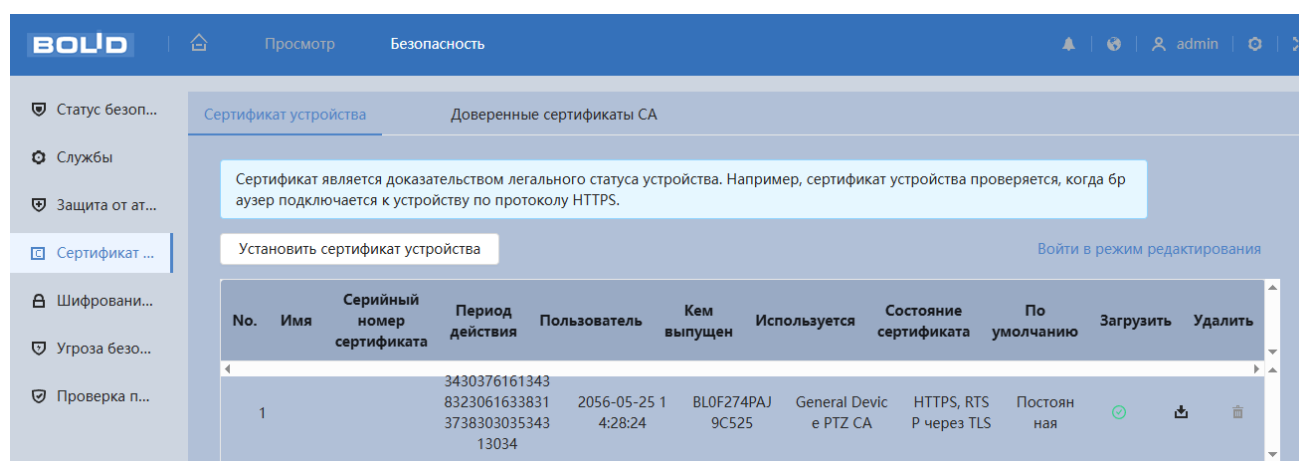 BOLID Просмотр Безопасность admin
Статус безоп...
Службы
Защита от ат...
Сертификат ...
Шифровани...
Угроза безо...
Проверка п...
Сертификат устройства Доверенные сертификаты CA
Сертификат является доказательством легального статуса устройства. Например, сертификат устройства проверяется, когда бр
аузер подключается к устройству по протоколу HTTPS.
Установить сертификат устройства Войти в режим редактирования
No. Имя Серийный номер сертификата Период действия Пользователь Кем выпущен Используется Состояние сертификата По умолчанию Загрузить Удалить
3430376161343
8323061633831 2056-05-25 1 BL0F274PAJ General Devic HTTPS, RTS Постоян
1 3738303035343 4:28:24 9C525 e PTZ CA P через TLS ная
13034